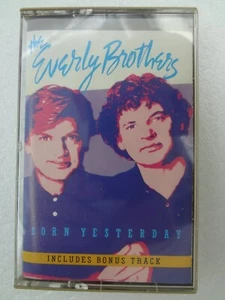 The
Everly Brothers
BORN YESTERDAY
INCLUDES BONUS TRACK